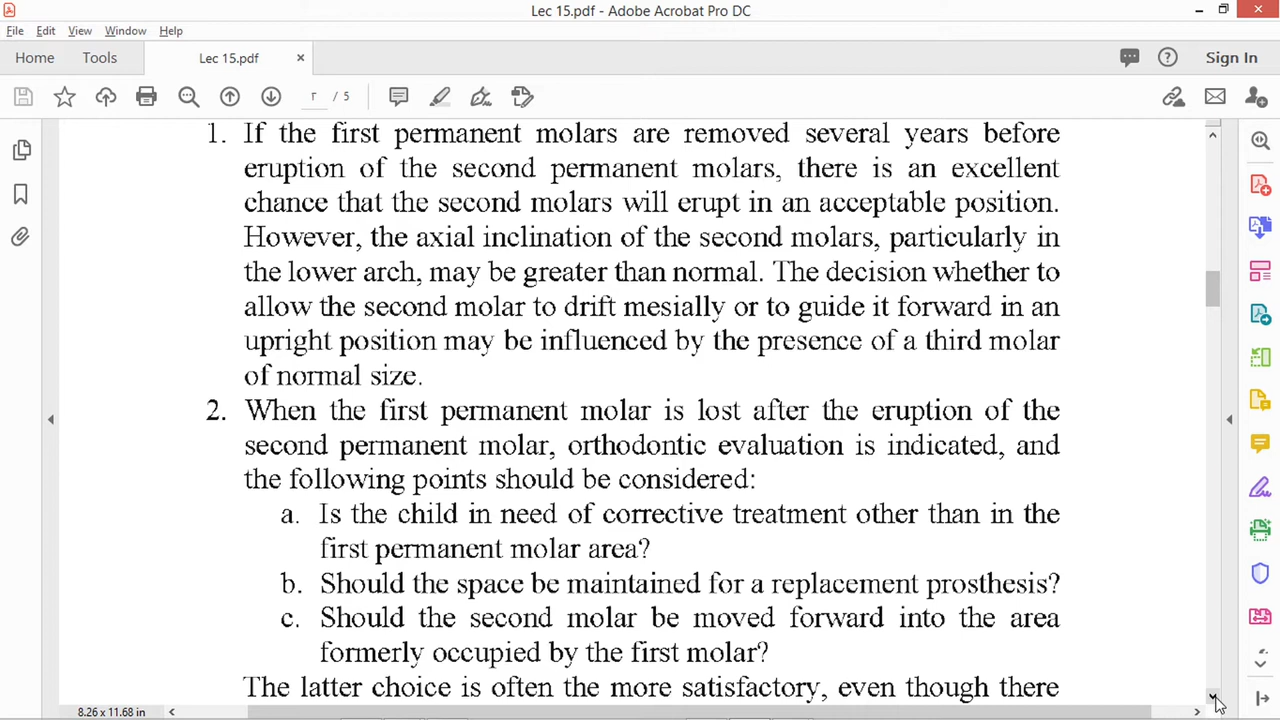 Lec 15.pdf - Adobe Acrobat Pro DC
File Edit View Window Help
Home Tools Lec 15.pdf × Sign In
٢ / 5
1. If the first permanent molars are removed several years before
eruption of the second permanent molars, there is an excellent
chance that the second molars will erupt in an acceptable position.
However, the axial inclination of the second molars, particularly in
the lower arch, may be greater than normal. The decision whether to
allow the second molar to drift mesially or to guide it forward in an
upright position may be influenced by the presence of a third molar
of normal size.
2. When the first permanent molar is lost after the eruption of the
second permanent molar, orthodontic evaluation is indicated, and
the following points should be considered:
a. Is the child in need of corrective treatment other than in the
first permanent molar area?
b. Should the space be maintained for a replacement prosthesis?
c. Should the second molar be moved forward into the area
formerly occupied by the first molar?
The latter choice is often the more satisfactory, even though there
8.26 x 11.68 in